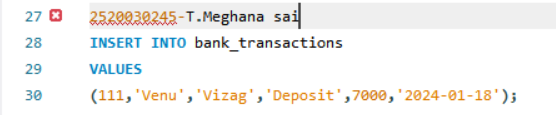 27 2520030245-T.Meghana sai
28 INSERT INTO bank_transactions
29 VALUES
30 (111,'Venu','Vizag','Deposit',7000,'2024-01-18');